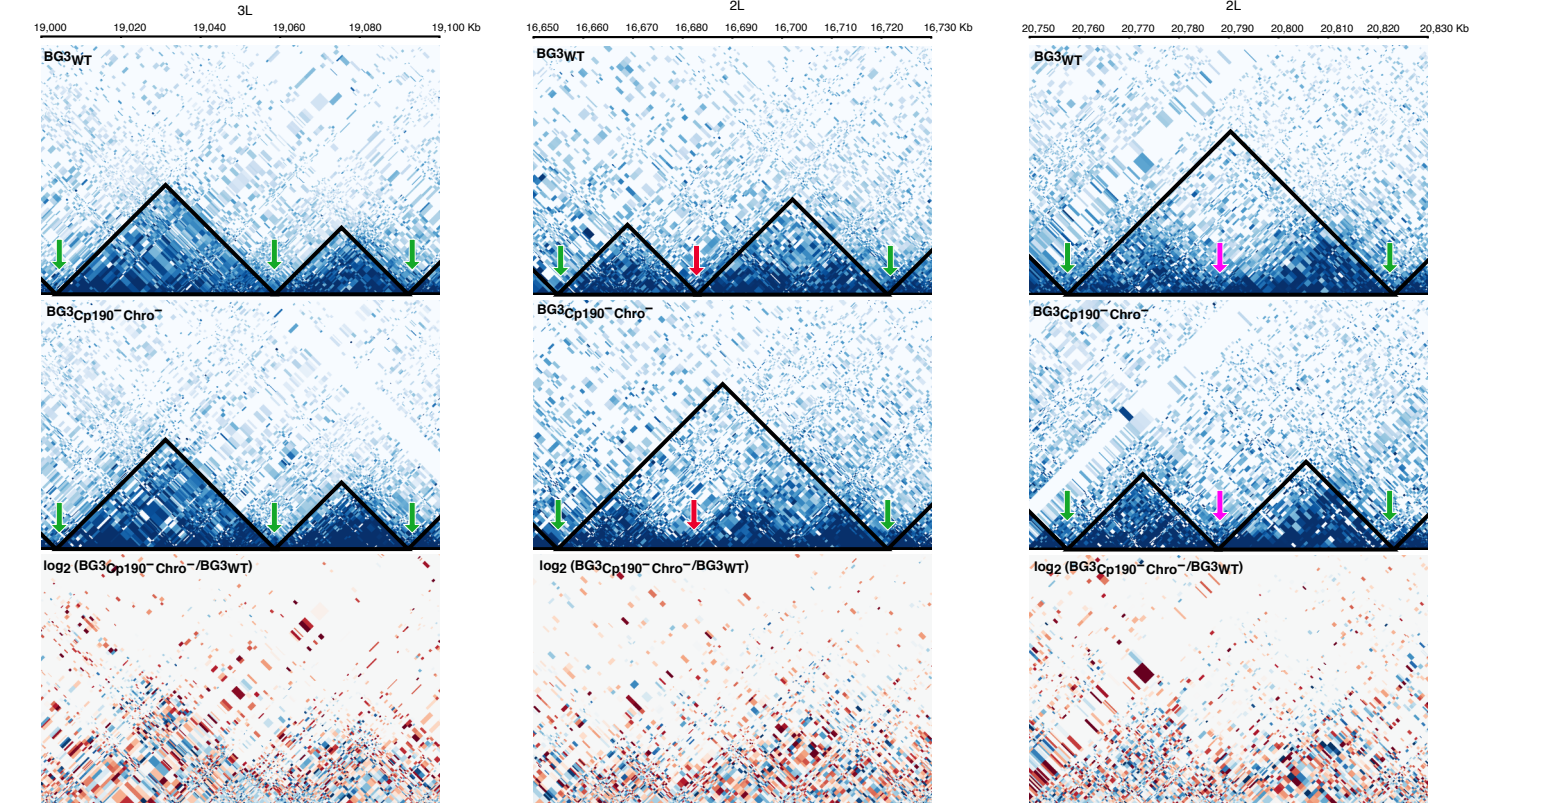 3L
19,000 19,020 19,040 19,060 19,080 19,100 Kb
BG3WT
BG3Cp190⁻Chro⁻
log2 (BG3Cp190⁻Chro⁻/BG3WT)
2L
16,650 16,660 16,670 16,680 16,690 16,700 16,710 16,720 16,730 Kb
BG3WT
BG3Cp190⁻Chro⁻
log2 (BG3Cp190⁻Chro⁻/BG3WT)
2L
20,750 20,760 20,770 20,780 20,790 20,800 20,810 20,820 20,830 Kb
BG3WT
BG3Cp190⁻Chro⁻
log2 (BG3Cp190⁻Chro⁻/BG3WT)